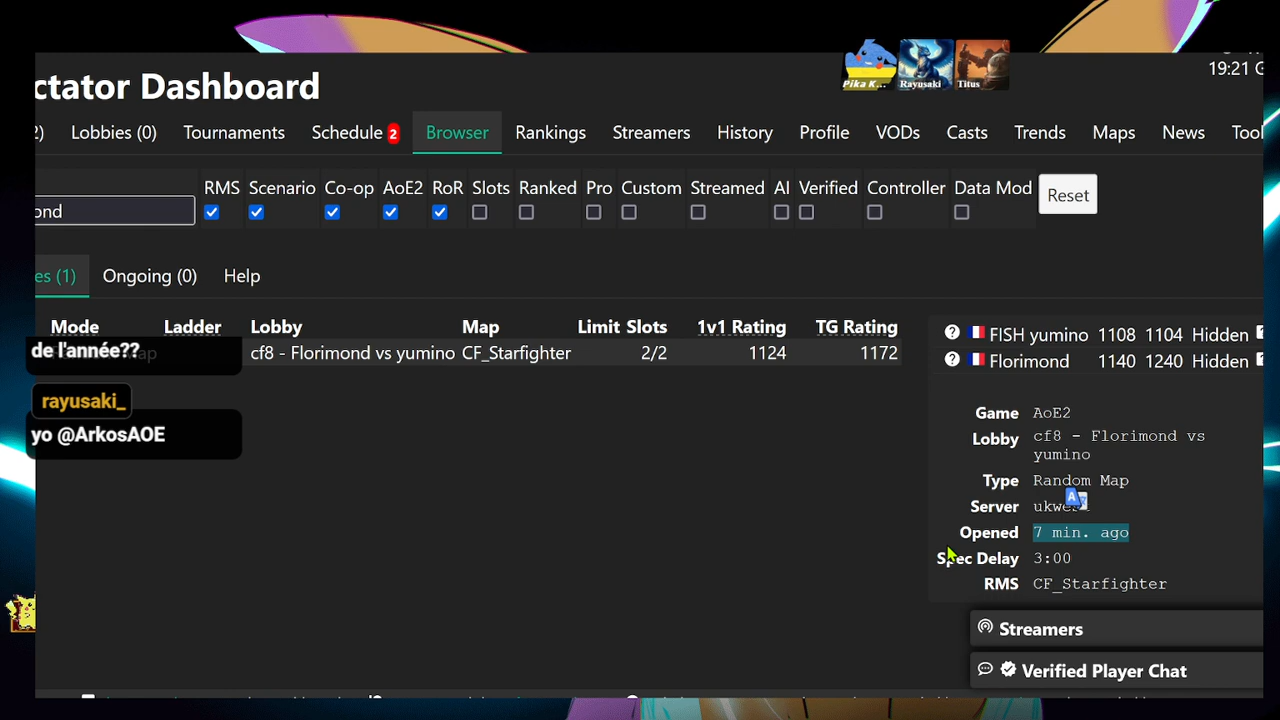 Pika K... Rayusaki Titus
19:21 G
ctator Dashboard
2) Lobbies (0) Tournaments Schedule 2 Browser Rankings Streamers History Profile VODs Casts Trends Maps News Tool
RMS Scenario Co-op AoE2 RoR Slots Ranked Pro Custom Streamed AI Verified Controller Data Mod
ond
Reset
es (1) Ongoing (0) Help
Mode Ladder Lobby Map Limit Slots 1v1 Rating TG Rating
ap cf8 - Florimond vs yumino CF_Starfighter 2/2 1124 1172
de l'année??
rayusaki_
yo @ArkosAOE
FISH yumino 1108 1104 Hidden
Florimond 1140 1240 Hidden
Game AoE2
Lobby cf8 - Florimond vs
yumino
Type Random Map
Server
Opened 7 min. ago
Spec Delay 3:00
RMS CF_Starfighter
Streamers
Verified Player Chat